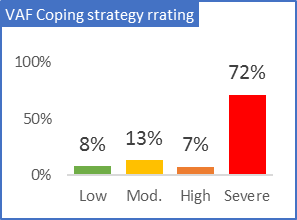 VAF Coping strategy rrating
100%
50%
0%
8%
13%
7%
72%
Low
Mod.
High
Severe